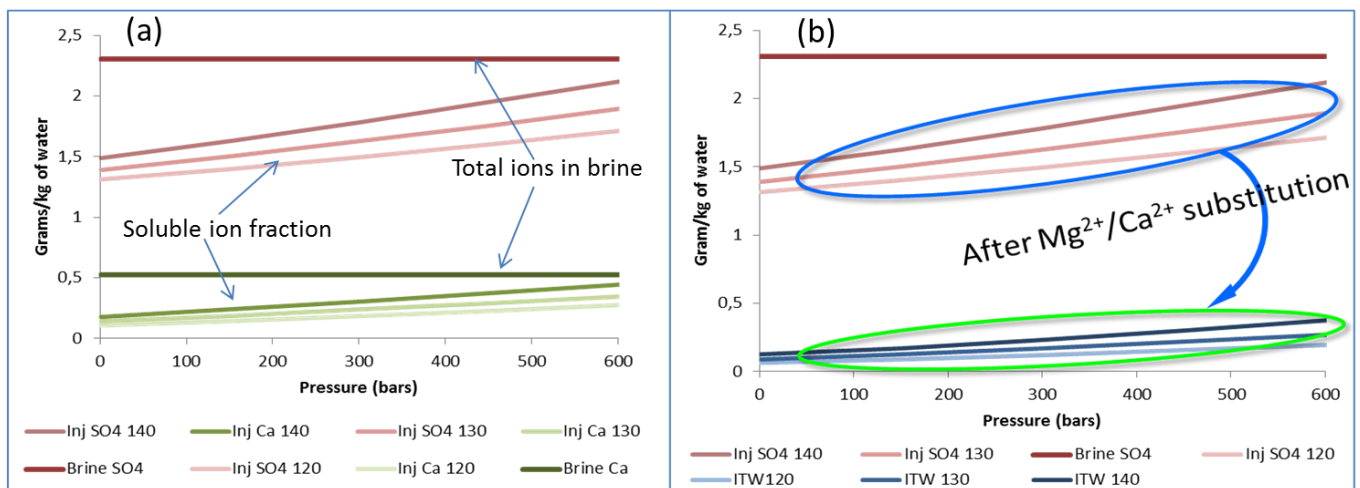 (a)
2,5
2
1,5
1
0,5
0
Grams/kg of water
Total ions in brine
Soluble ion fraction
0 100 200 300 400 500 600
Pressure (bars)
Inj SO4 140 Inj Ca 140 Inj SO4 130 Inj Ca 130
Brine SO4 Inj SO4 120 Inj Ca 120 Brine Ca
(b)
2,5
2
1,5
1
0,5
0
Gram/kg of water
After Mg²⁺/Ca²⁺ substitution
0 100 200 300 400 500 600
Pressure (bars)
Inj SO4 140 Inj SO4 130 Brine SO4 Inj SO4 120
ITW120 ITW 130 ITW 140